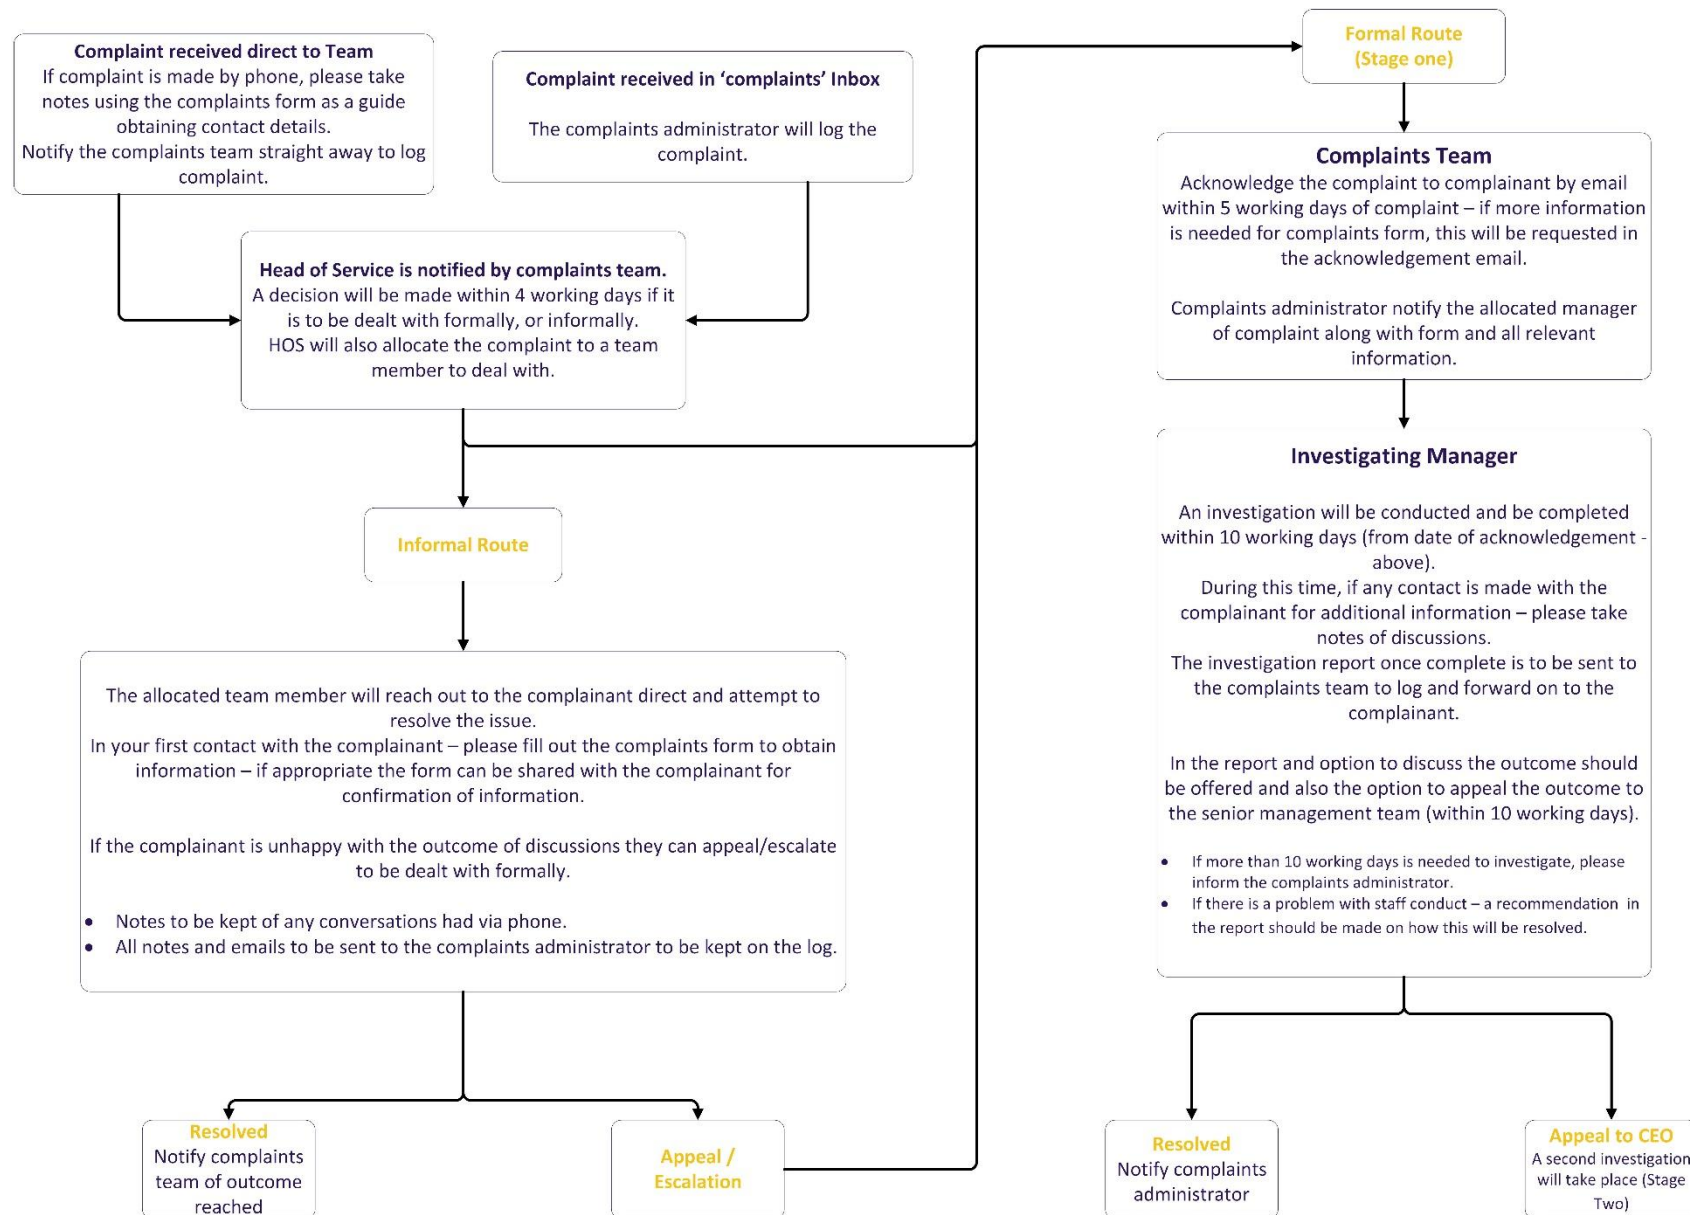 Complaint received direct to Team
If complaint is made by phone, please take
notes using the complaints form as a guide
obtaining contact details.
Notify the complaints team straight away to log
complaint.
Complaint received in ‘complaints’ Inbox
The complaints administrator will log the
complaint.
Head of Service is notified by complaints team.
A decision will be made within 4 working days if it
is to be dealt with formally, or informally.
HOS will also allocate the complaint to a team
member to deal with.
Informal Route
The allocated team member will reach out to the complainant direct and attempt to
resolve the issue.
In your first contact with the complainant – please fill out the complaints form to obtain
information – if appropriate the form can be shared with the complainant for
confirmation of information.
If the complainant is unhappy with the outcome of discussions they can appeal/escalate
to be dealt with formally.
• Notes to be kept of any conversations had via phone.
• All notes and emails to be sent to the complaints administrator to be kept on the log.
Resolved
Notify complaints
team of outcome
reached
Appeal /
Escalation
Formal Route
(Stage one)
Complaints Team
Acknowledge the complaint to complainant by email
within 5 working days of complaint – if more information
is needed for complaints form, this will be requested in
the acknowledgement email.
Complaints administrator notify the allocated manager
of complaint along with form and all relevant
information.
Investigating Manager
An investigation will be conducted and be completed
within 10 working days (from date of acknowledgement -
above).
During this time, if any contact is made with the
complainant for additional information – please take
notes of discussions.
The investigation report once complete is to be sent to
the complaints team to log and forward on to the
complainant.
In the report and option to discuss the outcome should
be offered and also the option to appeal the outcome to
the senior management team (within 10 working days).
• If more than 10 working days is needed to investigate, please
inform the complaints administrator.
• If there is a problem with staff conduct – a recommendation in
the report should be made on how this will be resolved.
Resolved
Notify complaints
administrator
Appeal to CEO
A second investigation
will take place (Stage
Two)